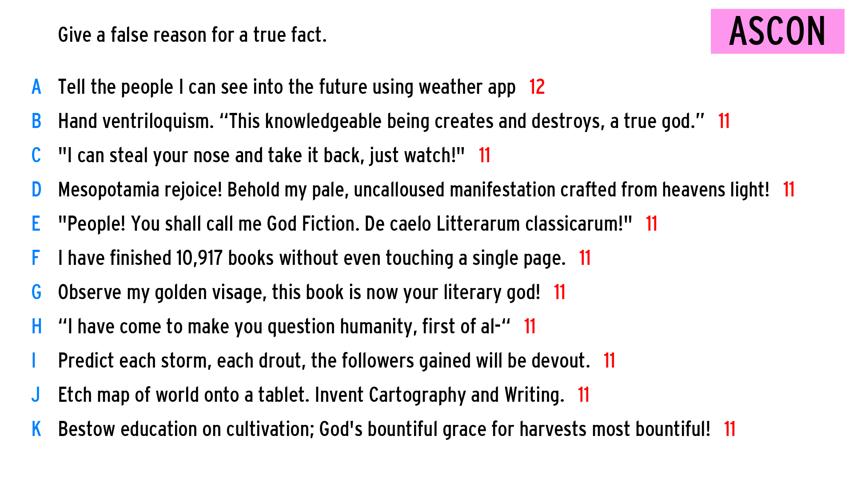 Give a false reason for a true fact.
ASCON
A Tell the people I can see into the future using weather app 12
B Hand ventriloquism. “This knowledgeable being creates and destroys, a true god.” 11
C "I can steal your nose and take it back, just watch!" 11
D Mesopotamia rejoice! Behold my pale, uncalloused manifestation crafted from heavens light! 11
E "People! You shall call me God Fiction. De caelo Litterarum classicarum!" 11
F I have finished 10,917 books without even touching a single page. 11
G Observe my golden visage, this book is now your literary god! 11
H “I have come to make you question humanity, first of al-“ 11
I Predict each storm, each drout, the followers gained will be devout. 11
J Etch map of world onto a tablet. Invent Cartography and Writing. 11
K Bestow education on cultivation; God's bountiful grace for harvests most bountiful! 11